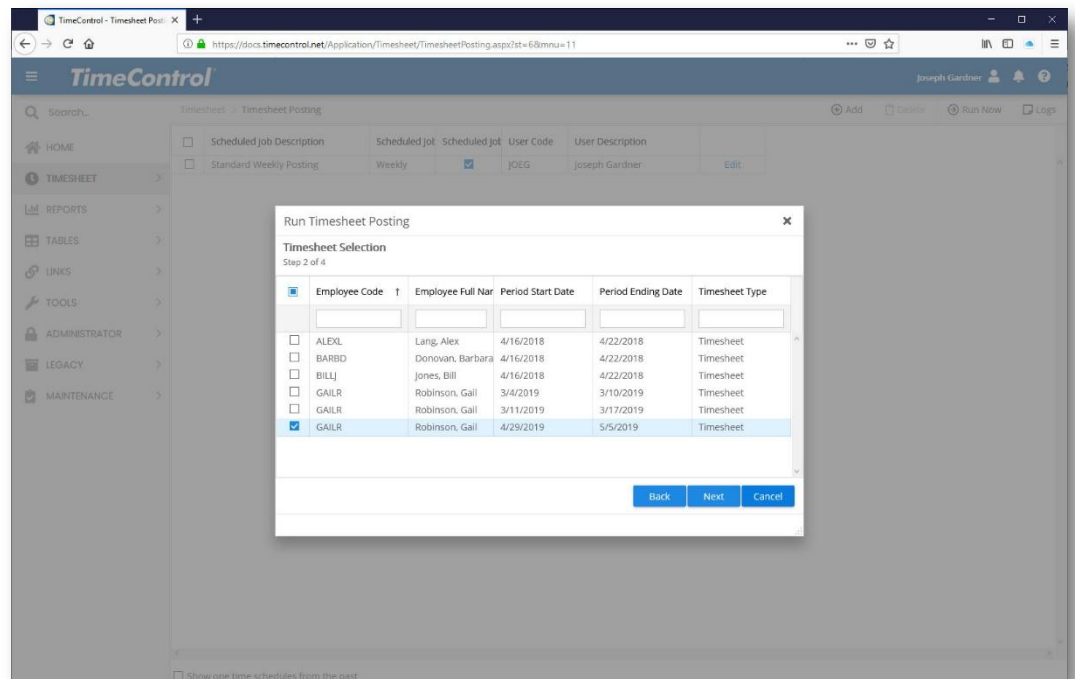 TimeControl - Timesheet Posti
https://docs.timecontrol.net/Application/Timesheet/TimesheetPosting.aspx?st=6&mnu=11
TimeControl
Joseph Gardner
Search...
Timesheet > Timesheet Posting
Add Delete Run Now Logs
HOME
TIMESHEET
REPORTS
TABLES
LINKS
TOOLS
ADMINISTRATOR
LEGACY
MAINTENANCE
Scheduled Job Description Scheduled Job Scheduled Job User Code User Description
Standard Weekly Posting Weekly JOEG Joseph Gardner Edit
Run Timesheet Posting
Timesheet Selection
Step 2 of 4
Employee Code ↑ Employee Full Nar Period Start Date Period Ending Date Timesheet Type
ALEXL Lang, Alex 4/16/2018 4/22/2018 Timesheet
BARBD Donovan, Barbara 4/16/2018 4/22/2018 Timesheet
BILLJ Jones, Bill 4/16/2018 4/22/2018 Timesheet
GAILR Robinson, Gail 3/4/2019 3/10/2019 Timesheet
GAILR Robinson, Gail 3/11/2019 3/17/2019 Timesheet
GAILR Robinson, Gail 4/29/2019 5/5/2019 Timesheet
Back Next Cancel
Show one time schedules from the past